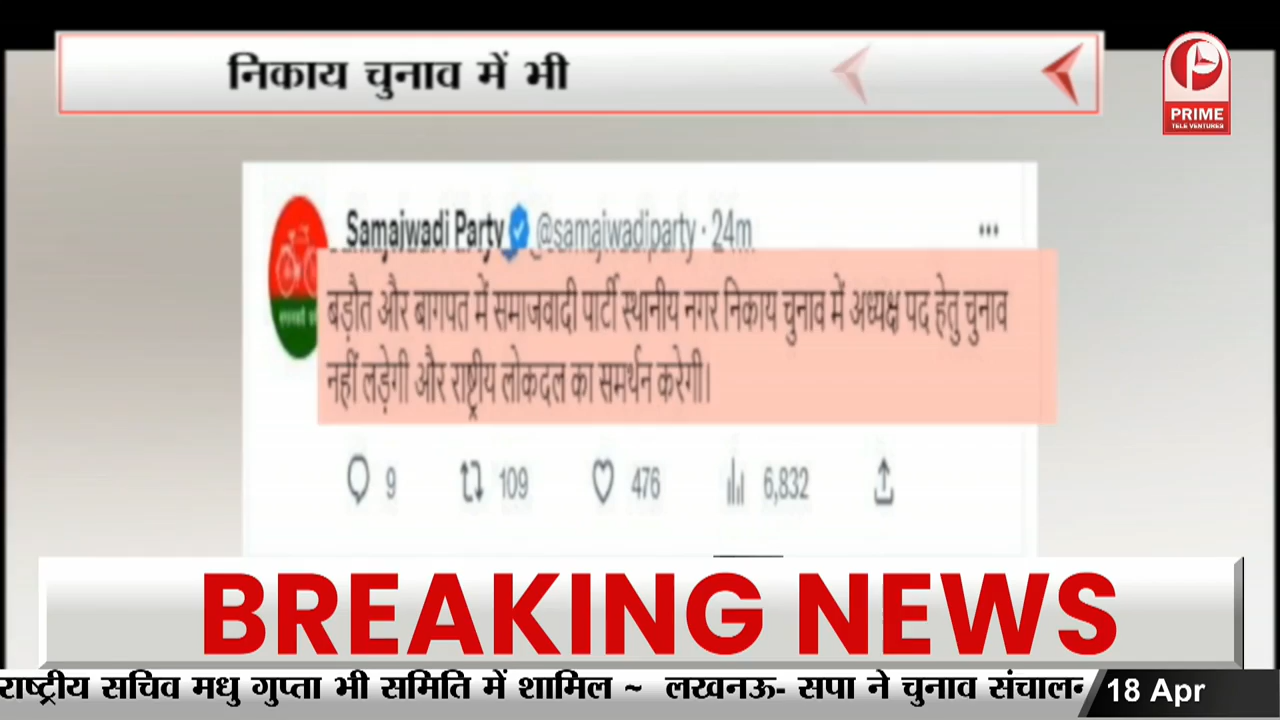 निकाय चुनाव में भी
PRIME
TELE VENTURES
Samajwadi Party @samajwadiparty · 24m
बड़ौत और बागपत में समाजवादी पार्टी स्थानीय नगर निकाय चुनाव में अध्यक्ष पद हेतु चुनाव
नहीं लड़ेगी और राष्ट्रीय लोकदल का समर्थन करेगी।
9 109 476 6,832
BREAKING NEWS
राष्ट्रीय सचिव मधु गुप्ता भी समिति में शामिल ~ लखनऊ- सपा ने चुनाव संचालन
18 Apr